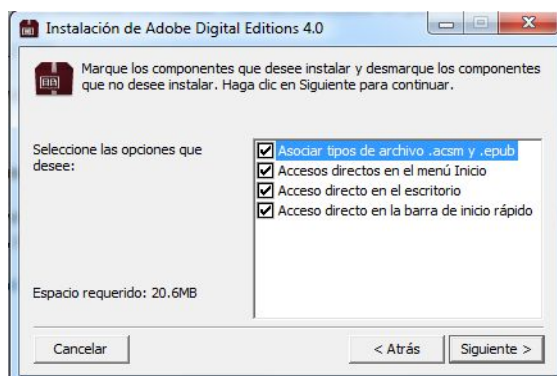 Instalación de Adobe Digital Editions 4.0
Marque los componentes que desee instalar y desmarque los componentes
que no desee instalar. Haga clic en Siguiente para continuar.
Seleccione las opciones que
desee:
Asociar tipos de archivo .acsm y .epub
Accesos directos en el menú Inicio
Acceso directo en el escritorio
Acceso directo en la barra de inicio rápido
Espacio requerido: 20.6MB
Cancelar
< Atrás
Siguiente >